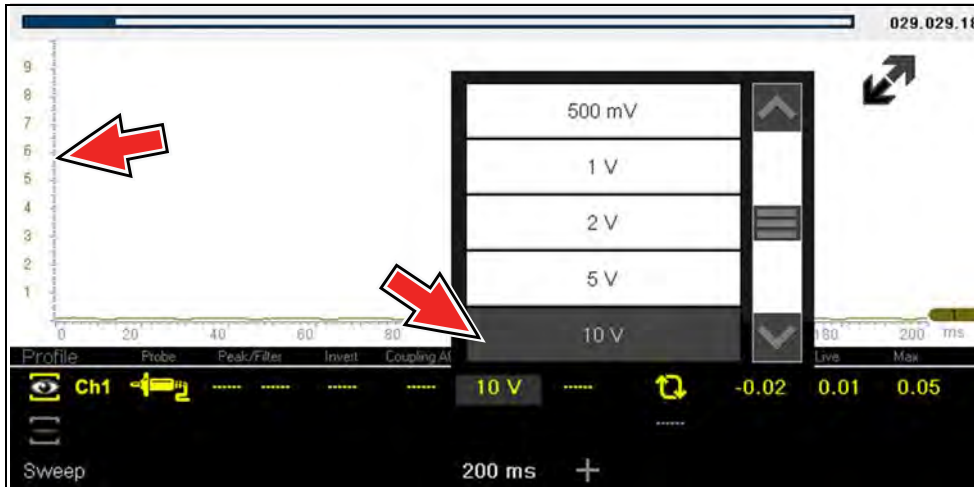 029.029.18
9
8
7
6
5
4
3
2
1
500 mV
1 V
2 V
5 V
10 V
0 20 40 60 80 180 200 ms
1
Profile Probe Peak/Filter Invert Coupling Live Max
Ch1 ----- ----- ----- ----- 10 V ----- -0.02 0.01 0.05
-----
Sweep 200 ms +